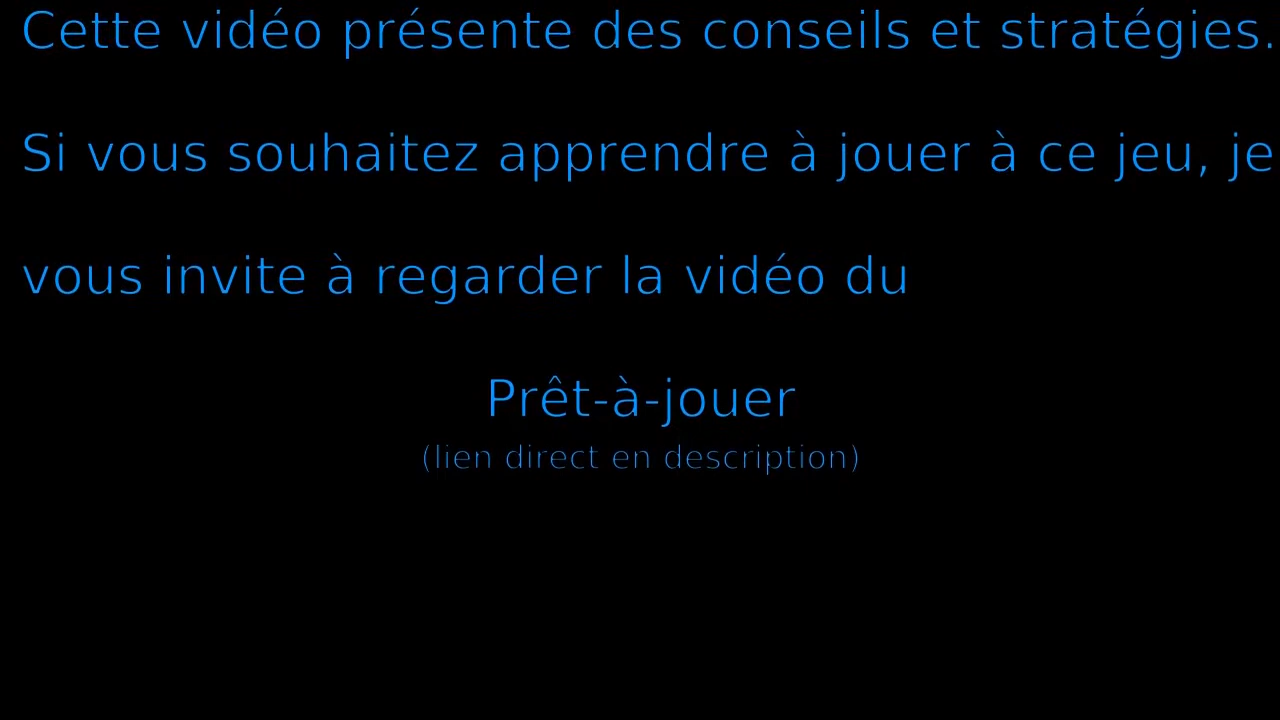 Cette vidéo présente des conseils et stratégies.
Si vous souhaitez apprendre à jouer à ce jeu, je
vous invite à regarder la vidéo du
Prêt-à-jouer
(lien direct en description)